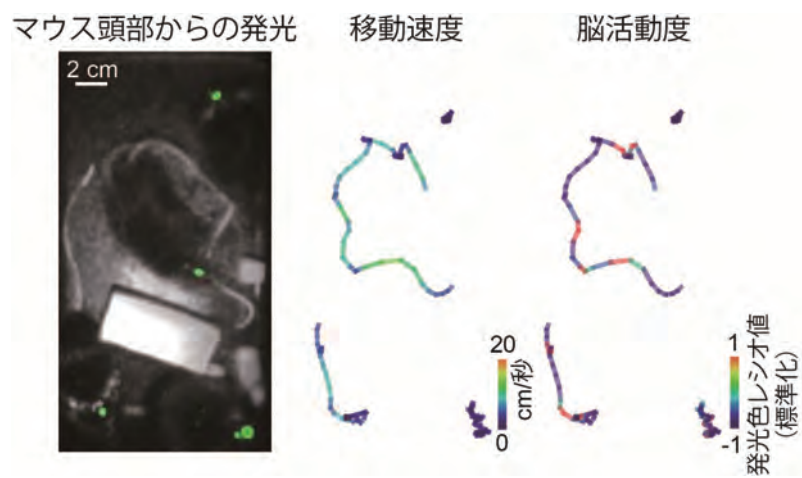 マウス頭部からの発光
移動速度
脳活動度
2 cm
20
cm/秒
0
1
発光色レシオ値
(標準化)
-1